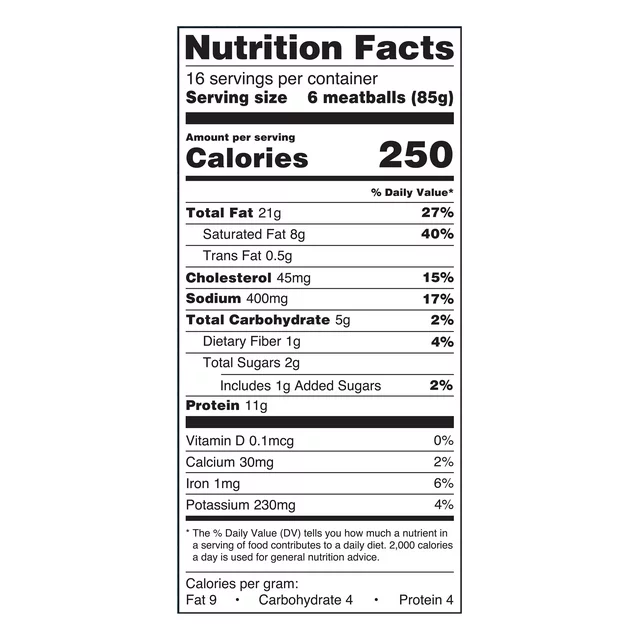 Nutrition Facts
16 servings per container
Serving size 6 meatballs (85g)
Amount per serving
Calories 250
% Daily Value*
Total Fat 21g 27%
Saturated Fat 8g 40%
Trans Fat 0.5g
Cholesterol 45mg 15%
Sodium 400mg 17%
Total Carbohydrate 5g 2%
Dietary Fiber 1g 4%
Total Sugars 2g
Includes 1g Added Sugars 2%
Protein 11g
Vitamin D 0.1mcg 0%
Calcium 30mg 2%
Iron 1mg 6%
Potassium 230mg 4%
* The % Daily Value (DV) tells you how much a nutrient in
a serving of food contributes to a daily diet. 2,000 calories
a day is used for general nutrition advice.
Calories per gram:
Fat 9 • Carbohydrate 4 • Protein 4